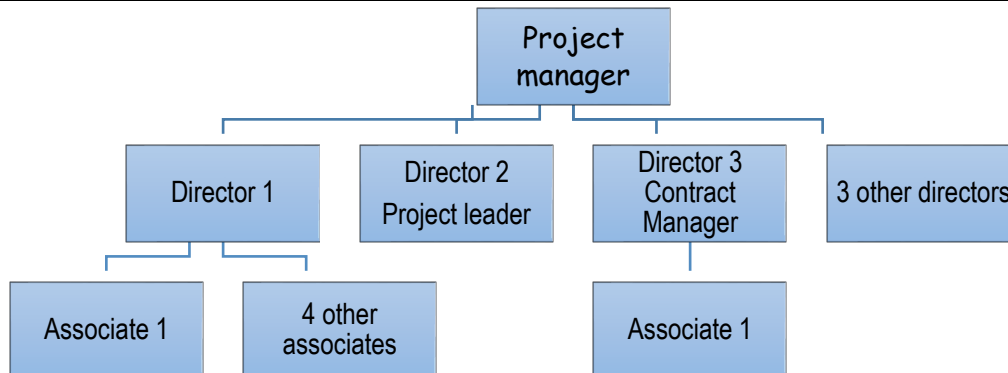 Project
manager
Director 1
Director 2
Project leader
Director 3
Contract
Manager
3 other directors
Associate 1
4 other
associates
Associate 1